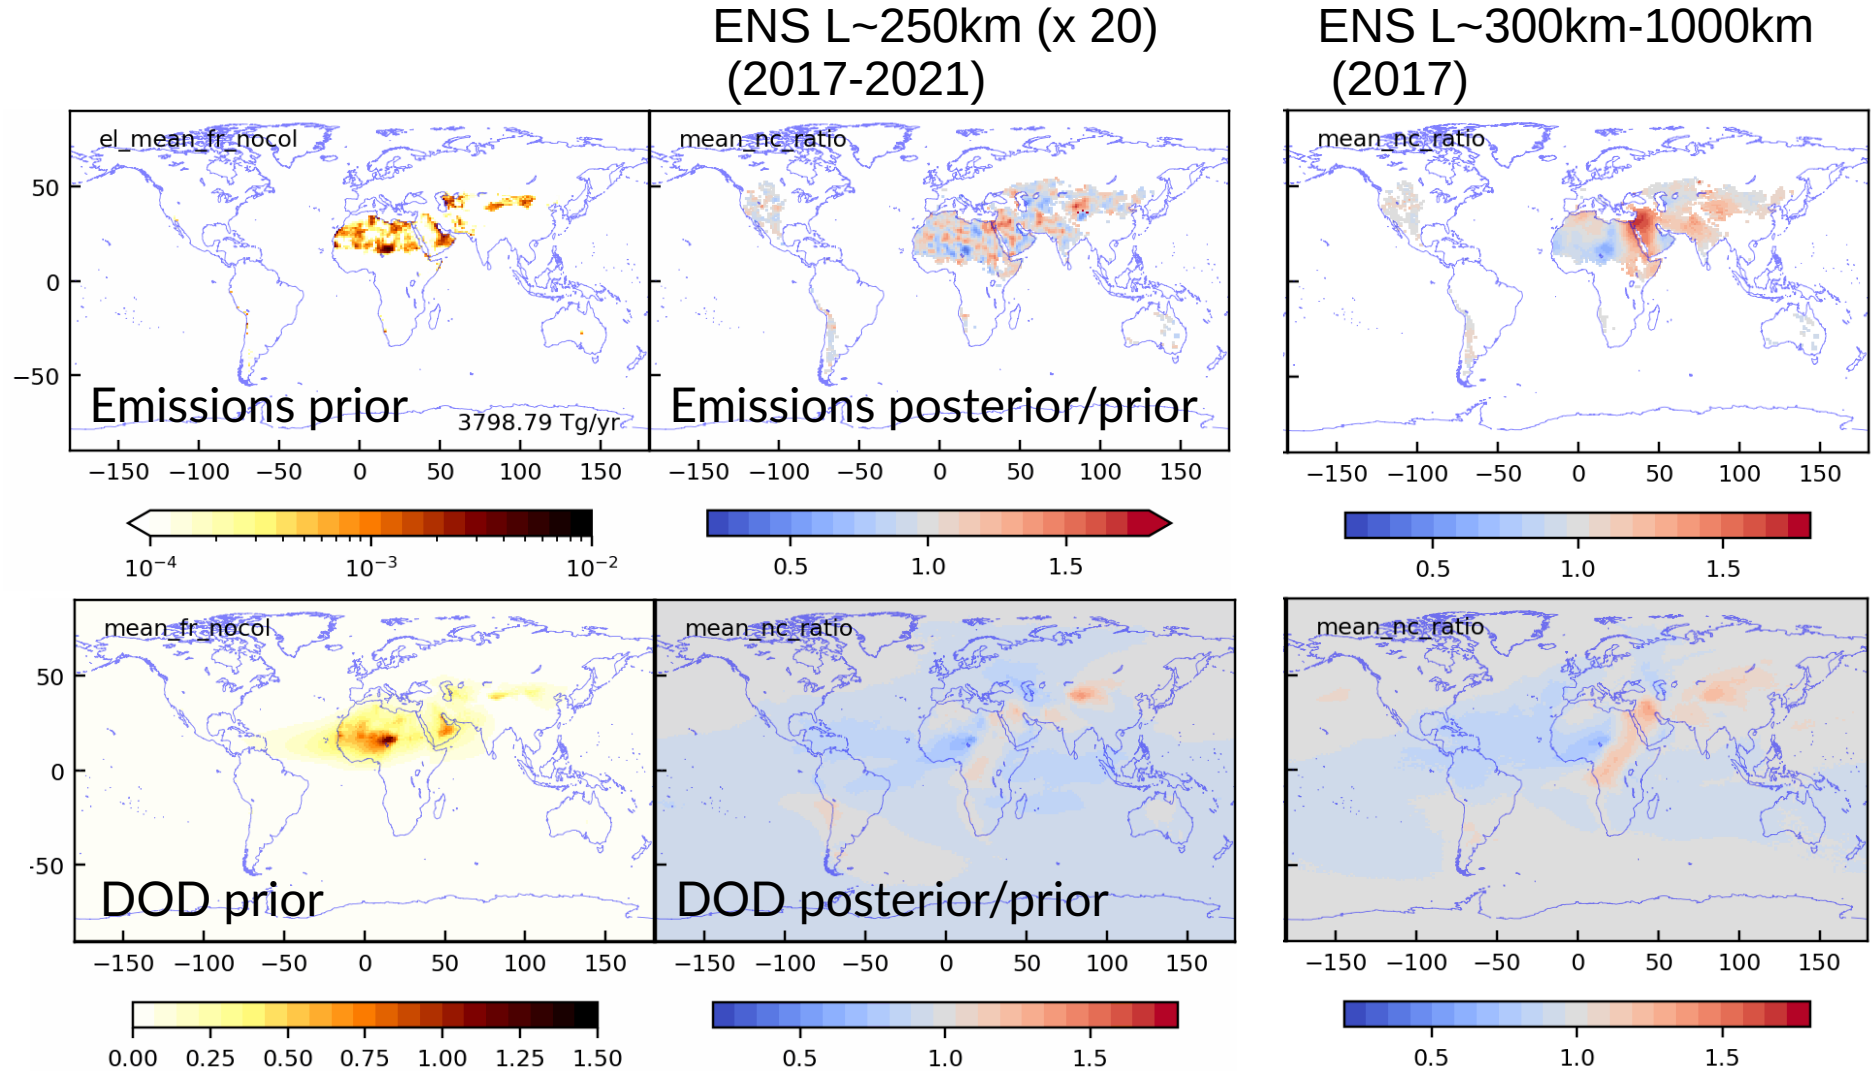 ENS L~250km (x 20)
(2017-2021)
ENS L~300km-1000km
(2017)
el_mean_fr_nocol
mean_nc_ratio
mean_nc_ratio
50
0
−50
Emissions prior
3798.79 Tg/yr
Emissions posterior/prior
−150 −100 −50 0 50 100 150
−150 −100 −50 0 50 100 150
−150 −100 −50 0 50 100 150
10−4 10−3 10−2
0.5 1.0 1.5
0.5 1.0 1.5
mean_fr_nocol
mean_nc_ratio
mean_nc_ratio
50
0
-50
DOD prior
DOD posterior/prior
−150 −100 −50 0 50 100 150
−150 −100 −50 0 50 100 150
−150 −100 −50 0 50 100 150
0.00 0.25 0.50 0.75 1.00 1.25 1.50
0.5 1.0 1.5
0.5 1.0 1.5